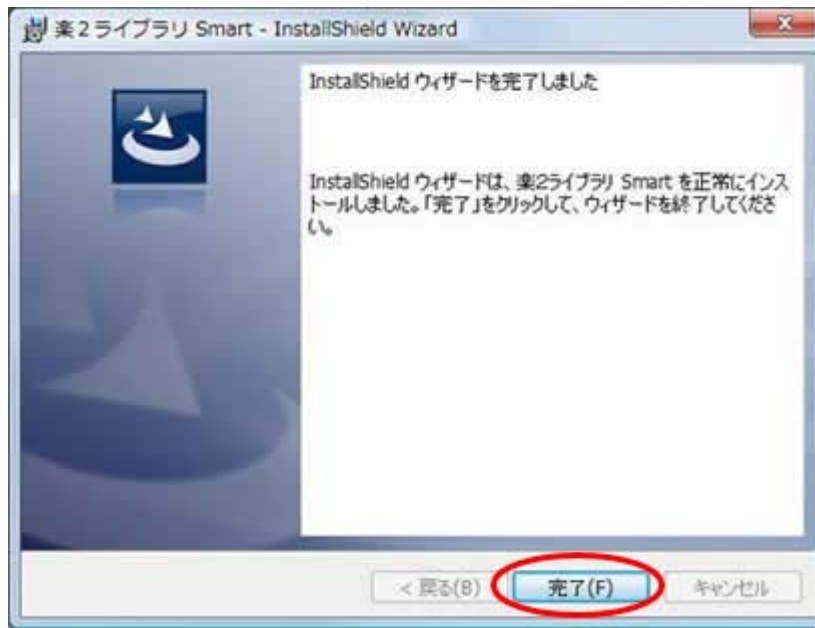 楽2ライブラリ Smart - InstallShield Wizard
InstallShield ウィザードを完了しました
InstallShield ウィザードは、楽2ライブラリ Smart を正常にインス
トールしました。「完了」をクリックして、ウィザードを終了してくださ
い。
< 戻る(B)
完了(F)
キャンセル